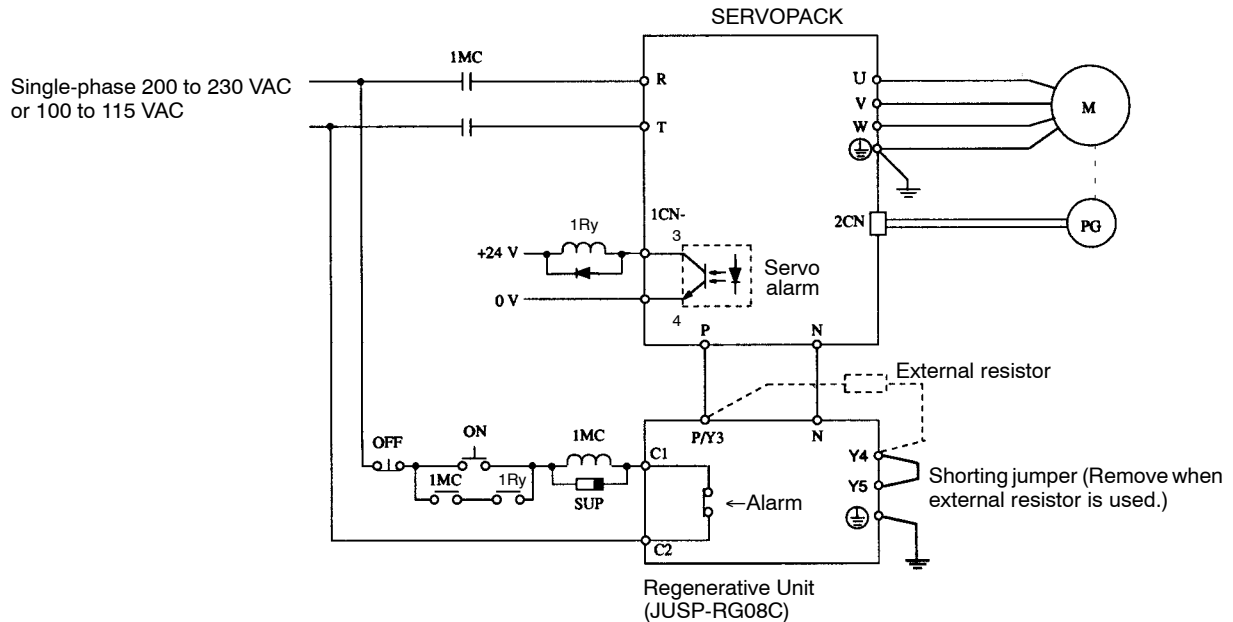 SERVOPACK
1MC
Single-phase 200 to 230 VAC
or 100 to 115 VAC
R
T
U
V
W
M
1CN-
2CN
PG
1Ry
3
+24 V
Servo
alarm
0 V
4
P
N
External resistor
P/Y3
N
OFF
ON
1MC
C1
Y4
1MC
1Ry
SUP
←Alarm
Y5
Shorting jumper (Remove when
external resistor is used.)
C2
Regenerative Unit
(JUSP-RG08C)